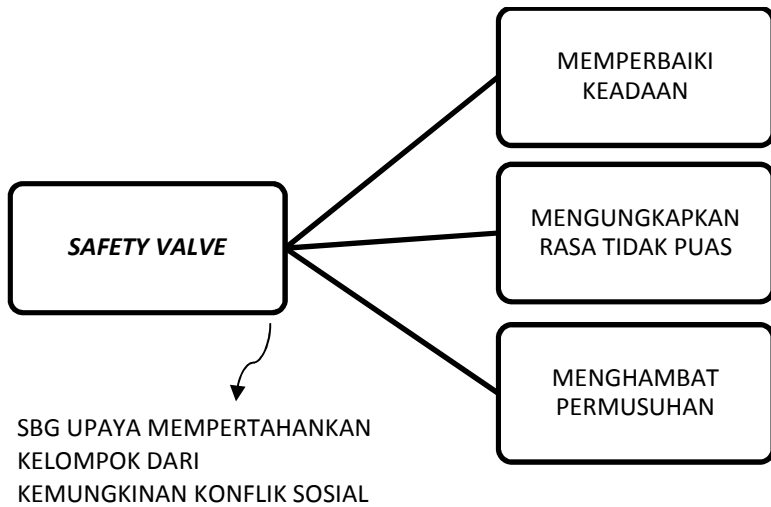 MEMPERBAIKI
KEADAAN
SAFETY VALVE
MENGUNGKAPKAN
RASA TIDAK PUAS
MENGHAMBAT
PERMUSUHAN
SBG UPAYA MEMPERTAHANKAN
KELOMPOK DARI
KEMUNGKINAN KONFLIK SOSIAL